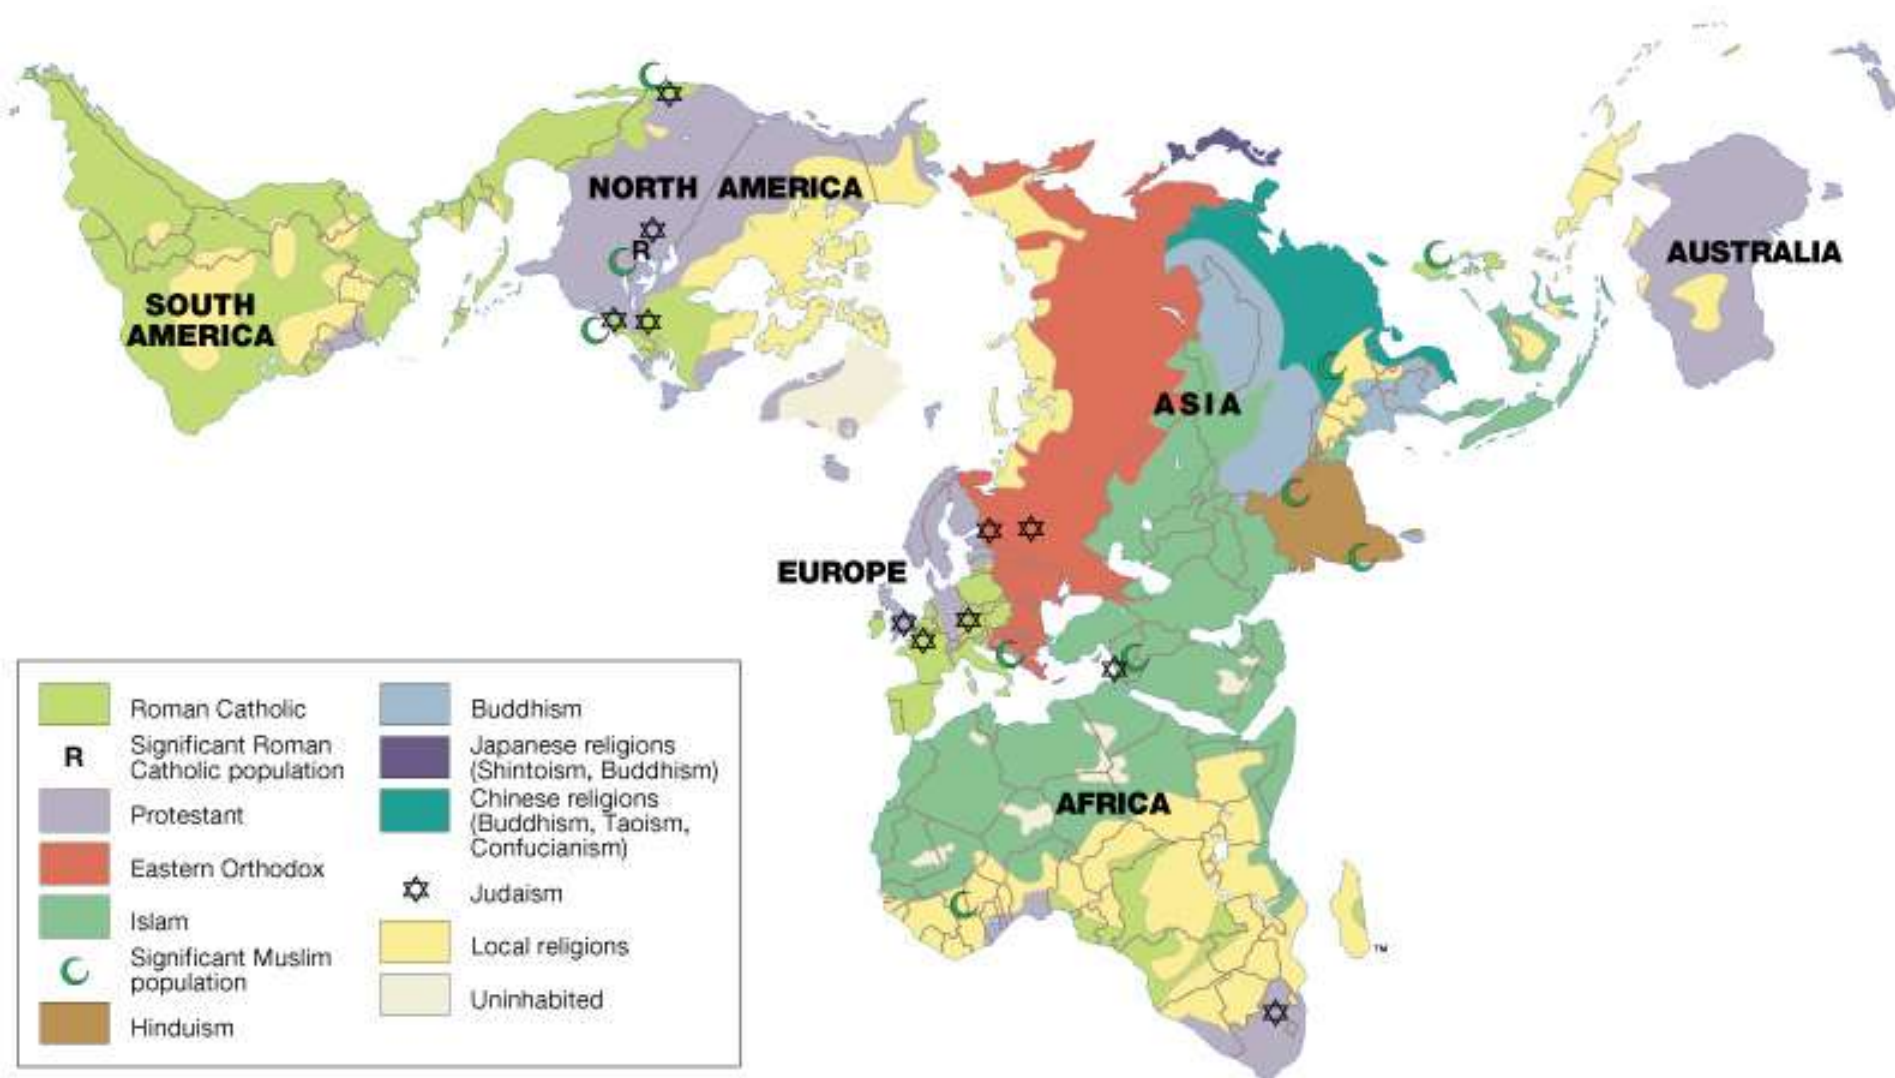 NORTH AMERICA
R
AUSTRALIA
SOUTH
AMERICA
ASIA
EUROPE
AFRICA
TM
Roman Catholic
R
Significant Roman
Catholic population
Protestant
Eastern Orthodox
Islam
Significant Muslim
population
Hinduism
Buddhism
Japanese religions
(Shintoism, Buddhism)
Chinese religions
(Buddhism, Taoism,
Confucianism)
Judaism
Local religions
Uninhabited